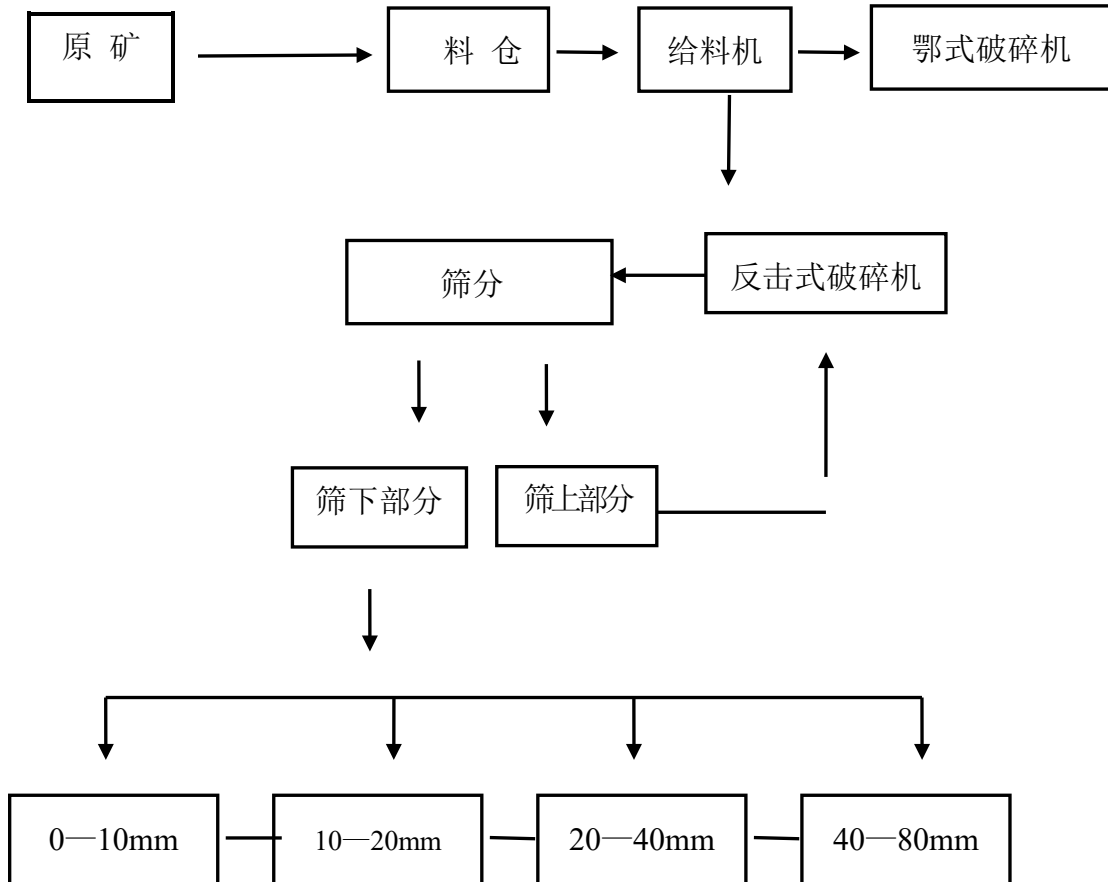 原 矿
料 仓
给料机
鄂式破碎机
筛分
反击式破碎机
筛下部分
筛上部分
0—10mm
10—20mm
20—40mm
40—80mm